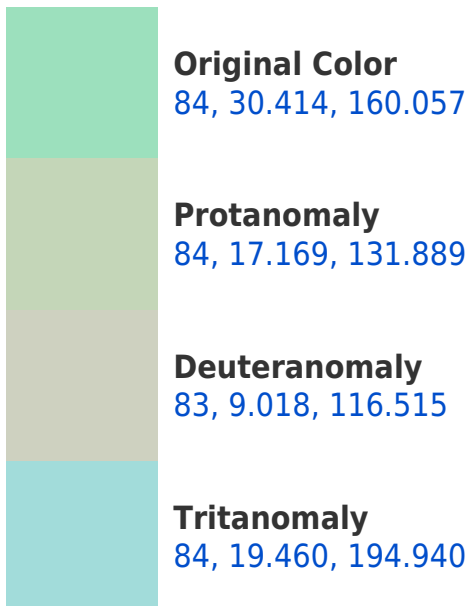 Original Color
84, 30.414, 160.057
Protanomaly
84, 17.169, 131.889
Deuteranomaly
83, 9.018, 116.515
Tritanomaly
84, 19.460, 194.940